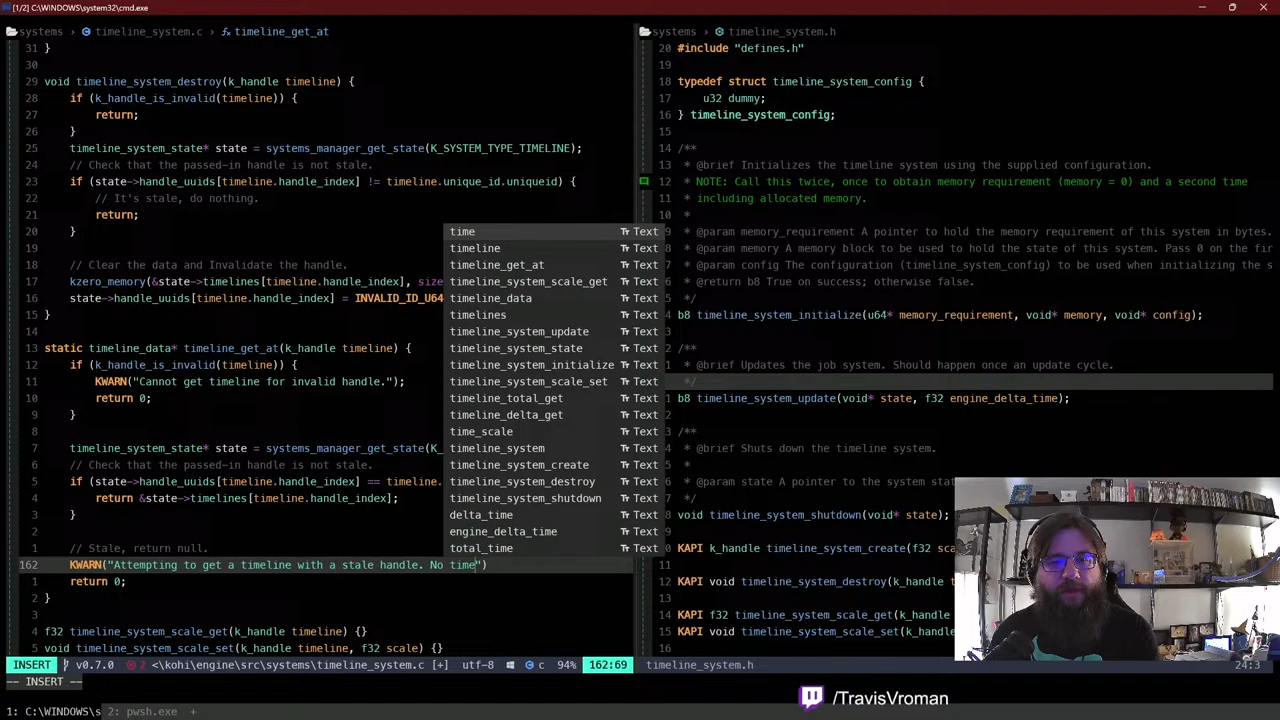 [1/2] C:\WINDOWS\system32\cmd.exe
systems > timeline_system.c > timeline_get_at
31 }
30
29 void timeline_system_destroy(k_handle timeline) {
28 if (k_handle_is_invalid(timeline)) {
27 return;
26 }
25 timeline_system_state* state = systems_manager_get_state(K_SYSTEM_TYPE_TIMELINE);
24 // Check that the passed-in handle is not stale.
23 if (state->handle_uuids[timeline.handle_index] != timeline.unique_id.uniqueid) {
22 // It's stale, do nothing.
21 return;
20 }
19
18 // Clear the data and Invalidate the handle.
17 kzero_memory(&state->timelines[timeline.handle_index], size
16 state->handle_uuids[timeline.handle_index] = INVALID_ID_U64
15 }
14
13 static timeline_data* timeline_get_at(k_handle timeline) {
12 if (k_handle_is_invalid(timeline)) {
11 KWARN("Cannot get timeline for invalid handle.");
10 return 0;
9 }
8
7 timeline_system_state* state = systems_manager_get_state(K_
6 // Check that the passed-in handle is not stale.
5 if (state->handle_uuids[timeline.handle_index] == timeline.
4 return &state->timelines[timeline.handle_index];
3 }
2
1 // Stale, return null.
162 KWARN("Attempting to get a timeline with a stale handle. No time")
1 return 0;
2 }
3
4 f32 timeline_system_scale_get(k_handle timeline) {}
5 void timeline_system_scale_set(k_handle timeline, f32 scale) {}
time Text
timeline Text
timeline_get_at Text
timeline_system_scale_get Text
timeline_data Text
timelines Text
timeline_system_update Text
timeline_system_state Text
timeline_system_initialize Text
timeline_system_scale_set Text
timeline_total_get Text
timeline_delta_get Text
time_scale Text
timeline_system Text
timeline_system_create Text
timeline_system_destroy Text
timeline_system_shutdown Text
delta_time Text
engine_delta_time Text
total_time Text
systems > timeline_system.h
20 #include "defines.h"
19
18 typedef struct timeline_system_config {
17 u32 dummy;
16 } timeline_system_config;
15
14 /**
13 * @brief Initializes the timeline system using the supplied configuration.
12 * NOTE: Call this twice, once to obtain memory requirement (memory = 0) and a second time
11 * including allocated memory.
10 *
9 * @param memory_requirement A pointer to hold the memory requirement of this system in bytes.
* @param memory A memory block to be used to hold the state of this system. Pass 0 on the fir
* @param config The configuration (timeline_system_config) to be used when initializing the s
* @return b8 True on success; otherwise false.
*/
4 b8 timeline_system_initialize(u64* memory_requirement, void* memory, void* config);
3
/**
* @brief Updates the job system. Should happen once an update cycle.
*/
1 b8 timeline_system_update(void* state, f32 engine_delta_time);
/**
* @brief Shuts down the timeline system.
*
* @param state A pointer to the system stat
*/
void timeline_system_shutdown(void* state);
0 KAPI k_handle timeline_system_create(f32 sca
11
12 KAPI void timeline_system_destroy(k_handle
13
14 KAPI f32 timeline_system_scale_get(k_handle
15 KAPI void timeline_system_scale_set(k_handle
16
INSERT v0.7.0 2 <\kohi\engine\src\systems\timeline_system.c [+] utf-8 c 94% 162:69 timeline_system.h 24:3
-- INSERT --
1: C:\WINDOWS\s 2: pwsh.exe +
/TravisVroman